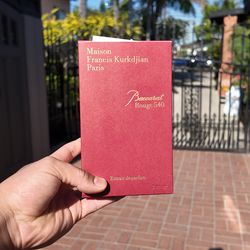 Maison
Francis Kurkdjian
Paris
Baccarat
Rouge 540
Extrait de parfum